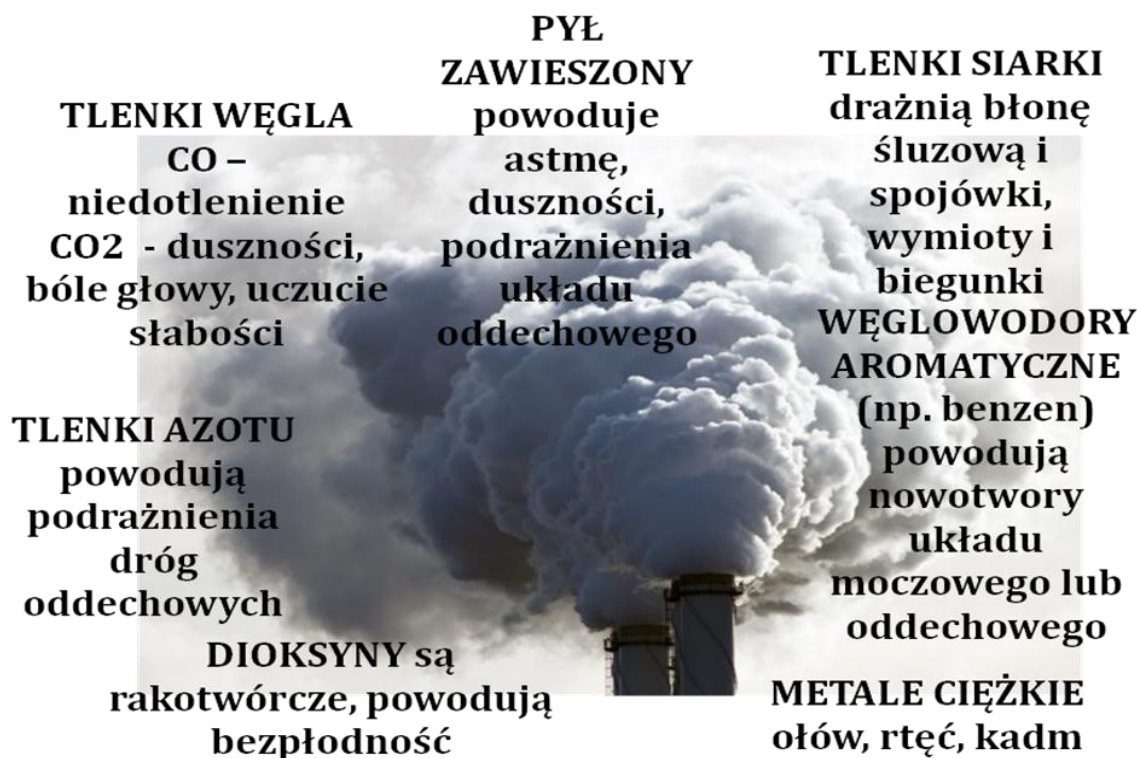 PYŁ
ZAWIESZONY
powoduje
astmę,
duszności,
podrażnienia
układu
oddechowego
TLENKI SIARKI
drażnią błonę
śluzową i
spojówki,
wymioty i
biegunki
TLENKI WĘGLA
CO –
niedotlenienie
CO2  - duszności,
bóle głowy, uczucie
słabości
WĘGLOWODORY
AROMATYCZNE
(np. benzen)
powodują
nowotwory
układu
moczowego lub
oddechowego
TLENKI AZOTU
powodują
podrażnienia
dróg
oddechowych
DIOKSYNY są
rakotwórcze, powodują
bezpłodność
METALE CIĘŻKIE
ołów, rtęć, kadm